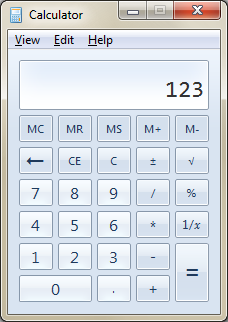 Calculator
View Edit Help
123
MC MR MS M+ M-
← CE C ± √
7 8 9 / %
4 5 6 * 1/x
1 2 3 - =
0 . +